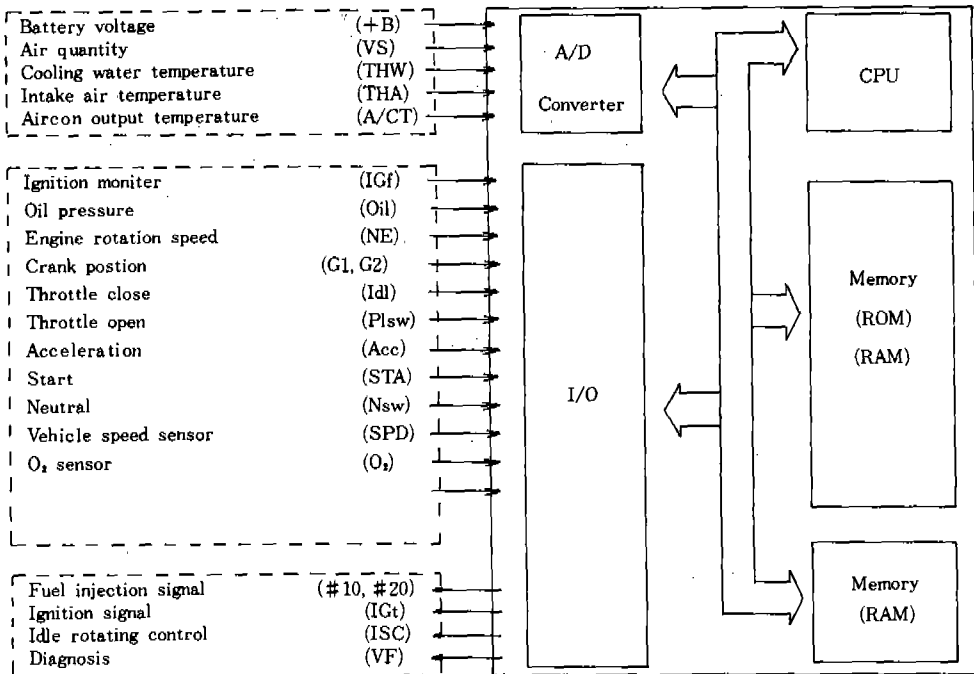 Battery voltage (+B)
Air quantity (VS)
Cooling water temperature (THW)
Intake air temperature (THA)
Aircon output temperature (A/CT)
Ignition moniter (IGf)
Oil pressure (Oil)
Engine rotation speed (NE)
Crank postion (G1, G2)
Throttle close (Idl)
Throttle open (Plsw)
Acceleration (Acc)
Start (STA)
Neutral (Nsw)
Vehicle speed sensor (SPD)
O₂ sensor (O₂)
Fuel injection signal (#10, #20)
Ignition signal (IGt)
Idle rotating control (ISC)
Diagnosis (VF)
A/D
Converter
I/O
CPU
Memory
(ROM)
(RAM)
Memory
(RAM)